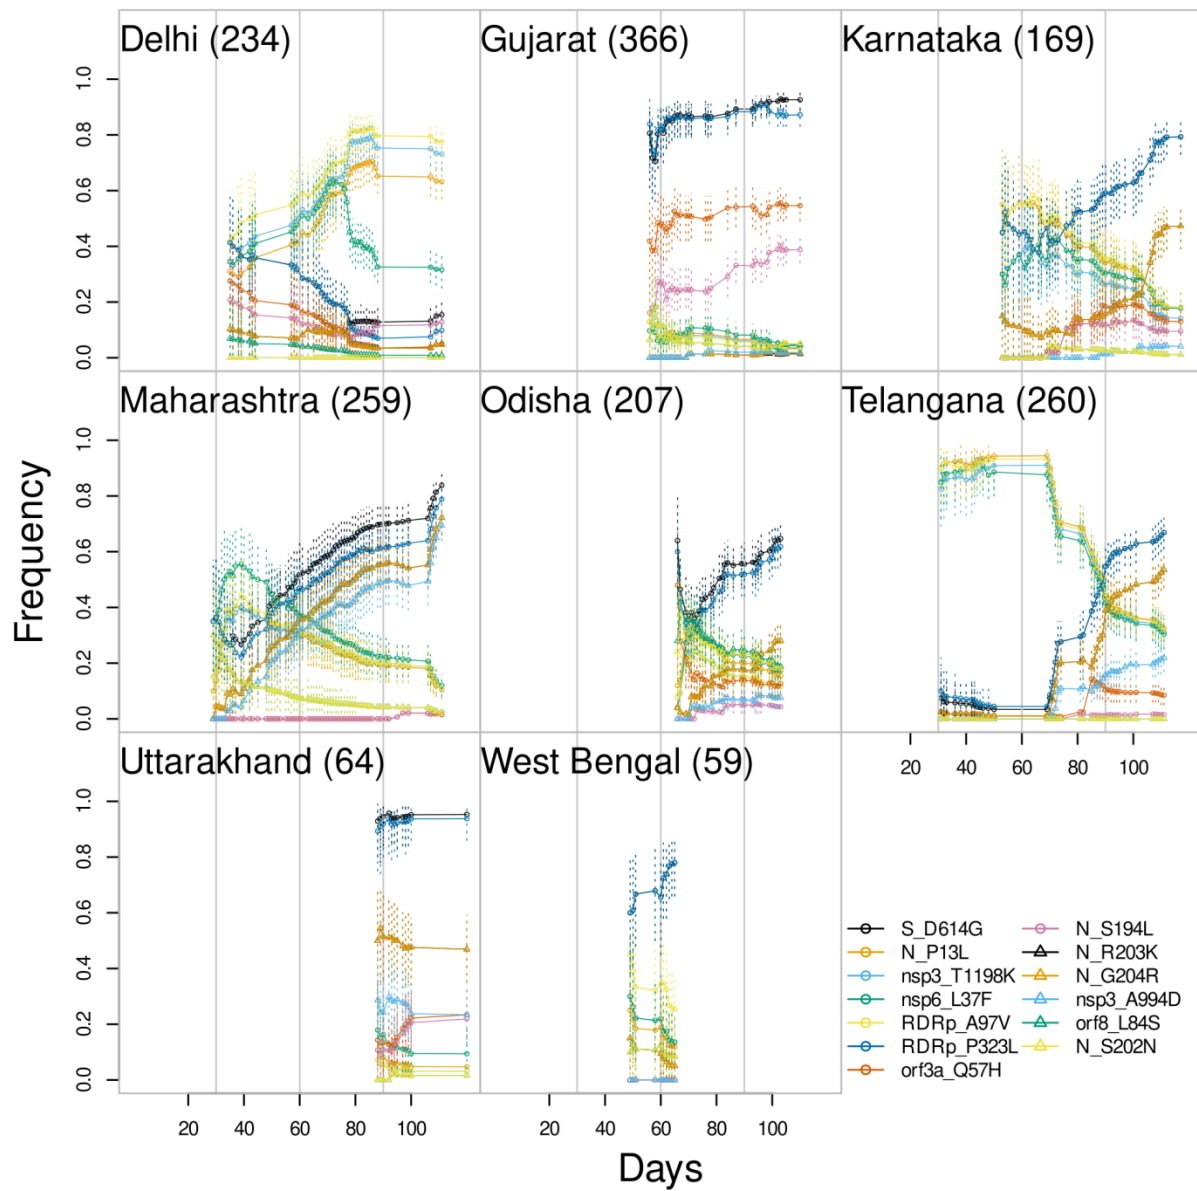 Delhi (234) Gujarat (366) Karnataka (169)
1.0
0.8
0.6
0.4
0.2
0.0
Maharashtra (259) Odisha (207) Telangana (260)
1.0
0.8
0.6
0.4
0.2
0.0
20 40 60 80 100
Uttarakhand (64) West Bengal (59)
1.0
0.8
0.6
0.4
0.2
0.0
20 40 60 80 100 20 40 60 80 100
Frequency
Days
S_D614G
N_P13L
nsp3_T1198K
nsp6_L37F
RDRp_A97V
RDRp_P323L
orf3a_Q57H
N_S194L
N_R203K
N_G204R
nsp3_A994D
orf8_L84S
N_S202N